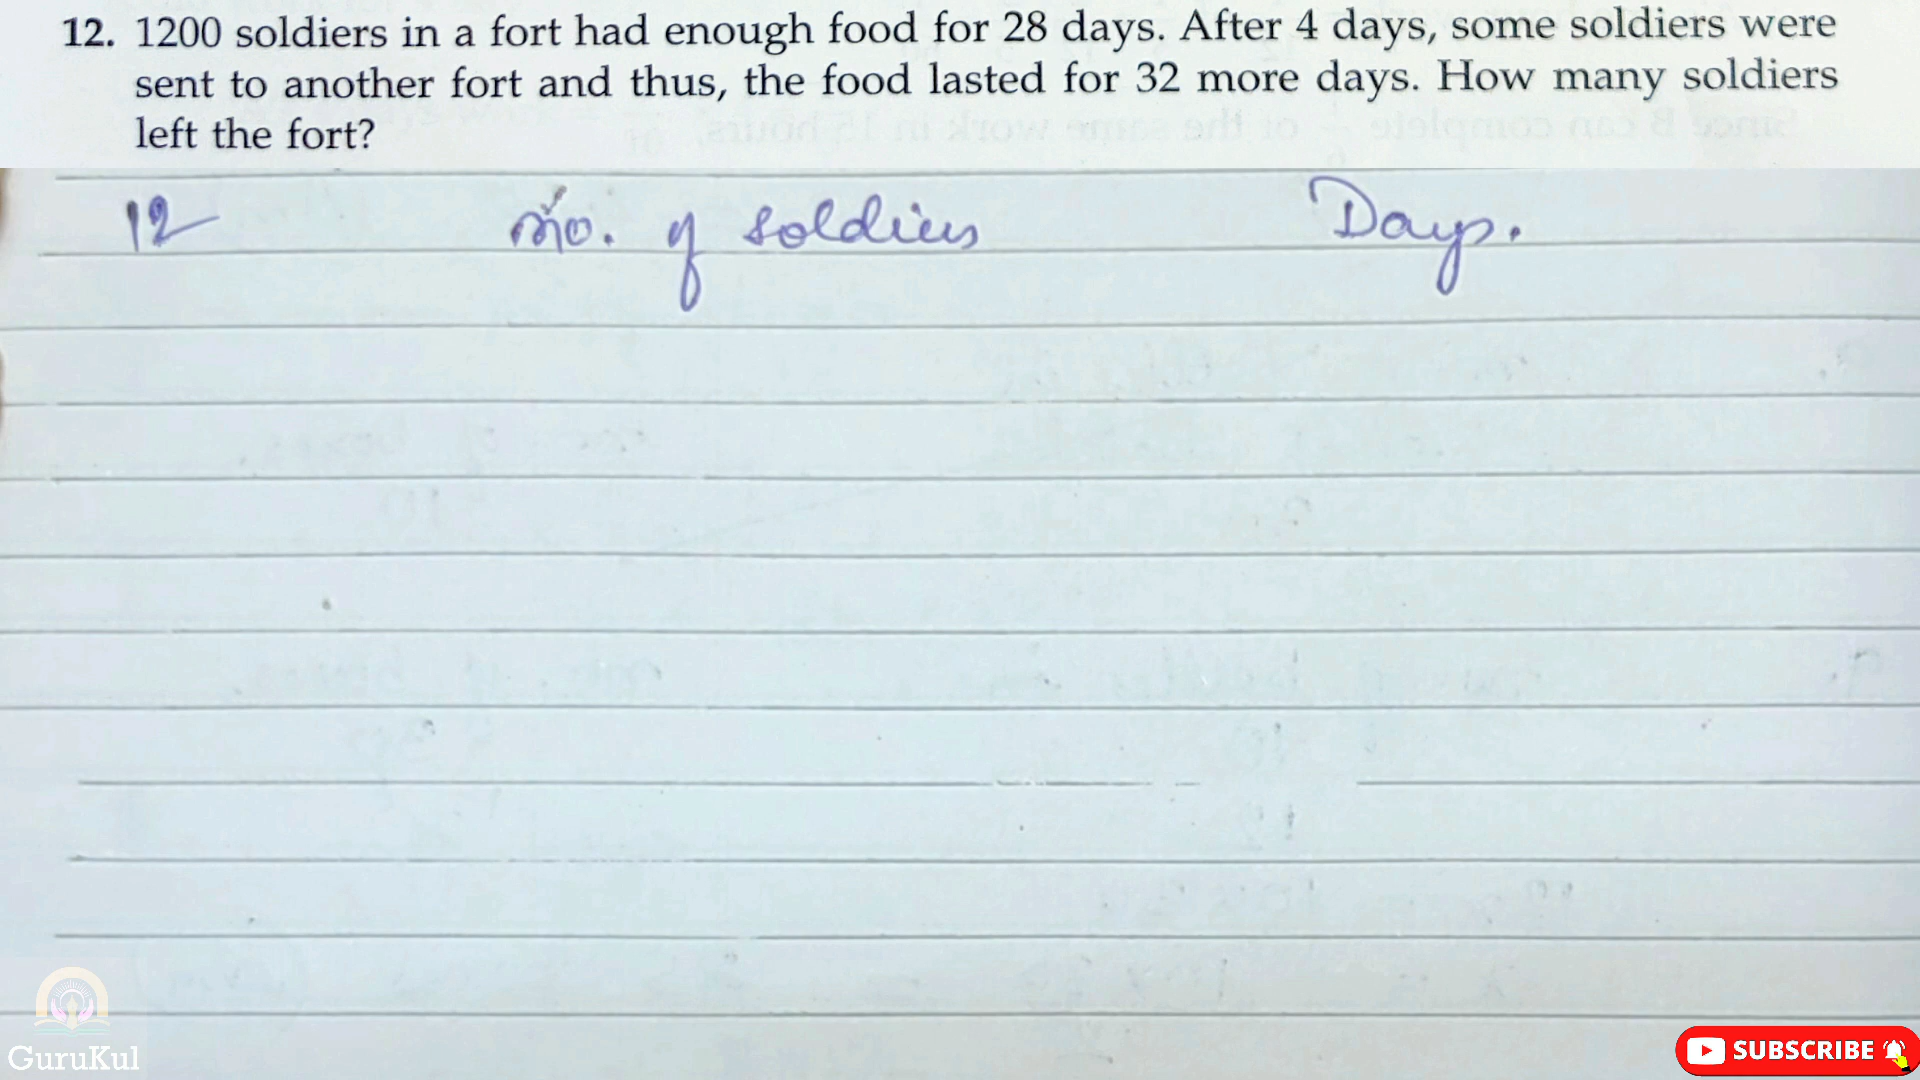 12. 1200 soldiers in a fort had enough food for 28 days. After 4 days, some soldiers were
sent to another fort and thus, the food lasted for 32 more days. How many soldiers
left the fort?
12 No. of soldiers Days.
GuruKul
SUBSCRIBE